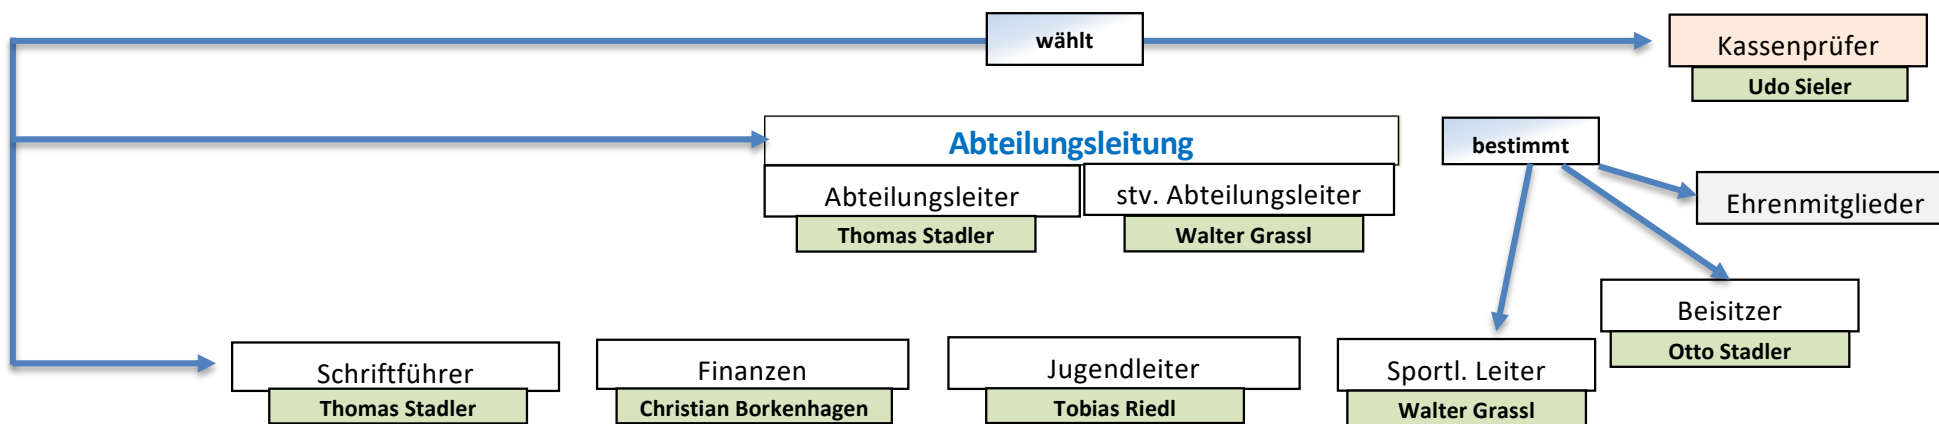 wählt
Kassenprüfer
Udo Sieler
Abteilungsleitung
bestimmt
Abteilungsleiter
stv. Abteilungsleiter
Ehrenmitglieder
Thomas Stadler
Walter Grassl
Beisitzer
Otto Stadler
Schriftführer
Finanzen
Jugendleiter
Sportl. Leiter
Thomas Stadler
Christian Borkenhagen
Tobias Riedl
Walter Grassl